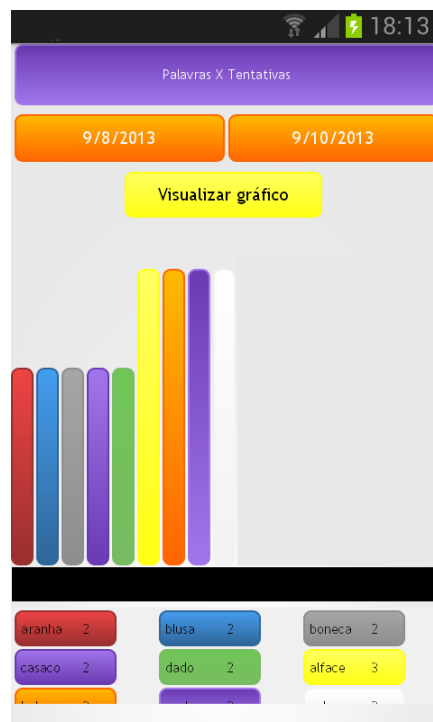 18:13
Palavras X Tentativas
9/8/2013 9/10/2013
Visualizar gráfico
aranha 2 blusa 2 boneca 2
casaco 2 dado 2 alface 3